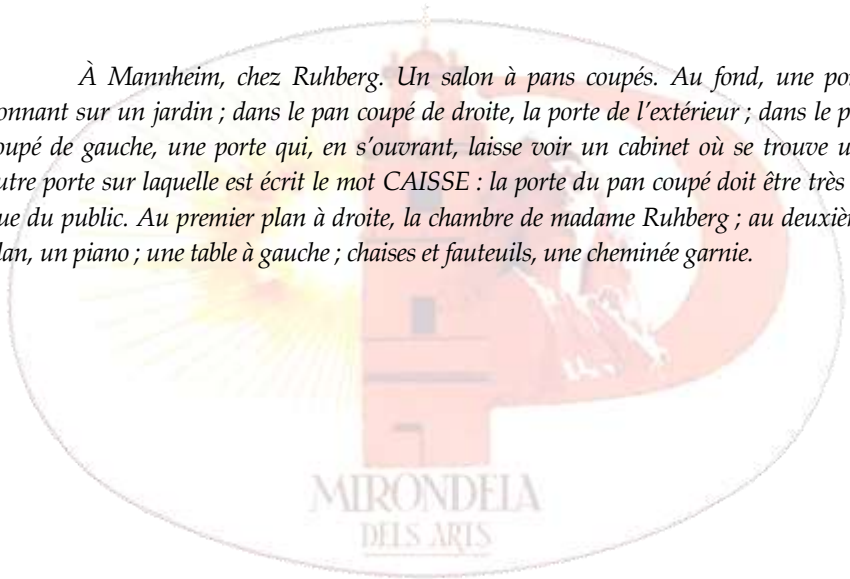 À Mannheim, chez Ruhberg. Un salon à pans coupés. Au fond, une por
onnant sur un jardin ; dans le pan coupé de droite, la porte de l’extérieur ; dans le p
oupé de gauche, une porte qui, en s’ouvrant, laisse voir un cabinet où se trouve u
utre porte sur laquelle est écrit le mot CAISSE : la porte du pan coupé doit être très
ue du public. Au premier plan à droite, la chambre de madame Ruhberg ; au deuxièm
lan, un piano ; une table à gauche ; chaises et fauteuils, une cheminée garnie.
MIRONDELA
DELS ARTS